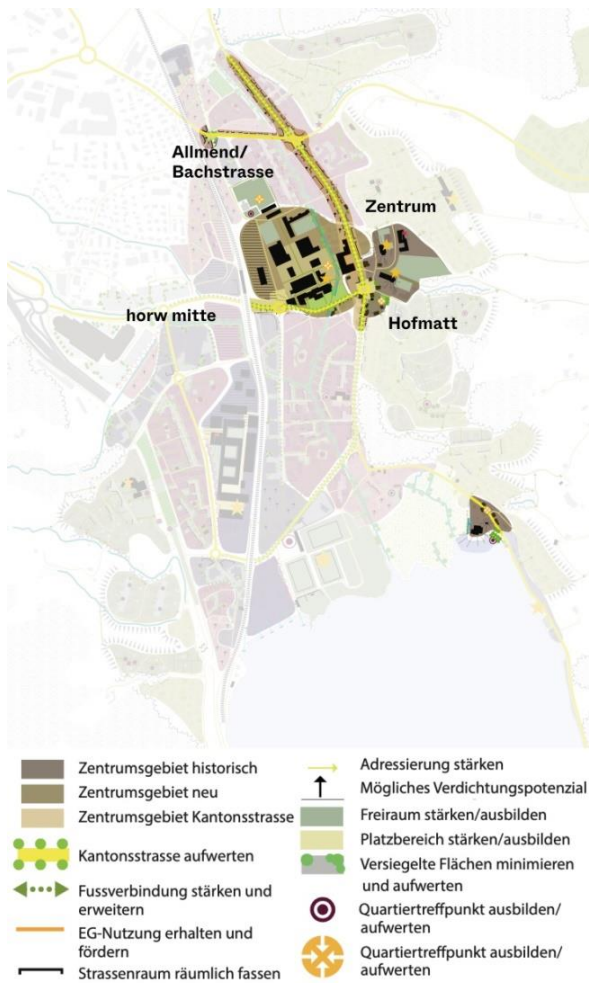 Allmend/
Bachstrasse
Zentrum
horw mitte
Hofmatt
Zentrumsgebiet historisch
Zentrumsgebiet neu
Zentrumsgebiet Kantonsstrasse
Kantonsstrasse aufwerten
Fussverbindung stärken und
erweitern
EG-Nutzung erhalten und
fördern
Strassenraum räumlich fassen
Adressierung stärken
Mögliches Verdichtungspotenzial
Freiraum stärken/ausbilden
Platzbereich stärken/ausbilden
Versiegelte Flächen minimieren
und aufwerten
Quartiertreffpunkt ausbilden/
aufwerten
Quartiertreffpunkt ausbilden/
aufwerten